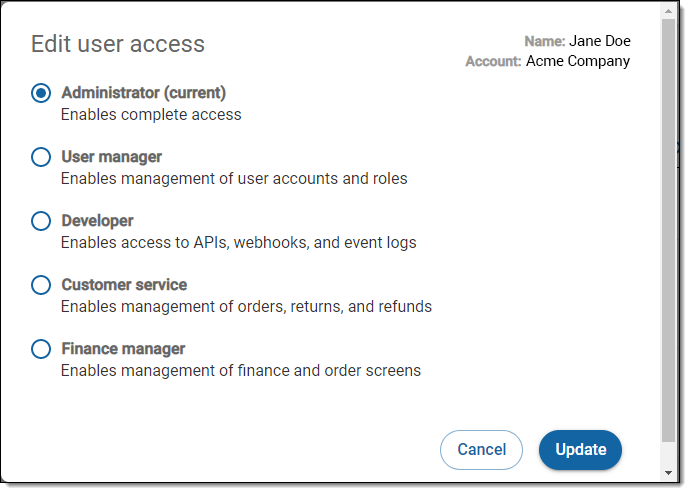 Edit user access
Name: Jane Doe
Account: Acme Company
Administrator (current)
Enables complete access
User manager
Enables management of user accounts and roles
Developer
Enables access to APIs, webhooks, and event logs
Customer service
Enables management of orders, returns, and refunds
Finance manager
Enables management of finance and order screens
Cancel
Update